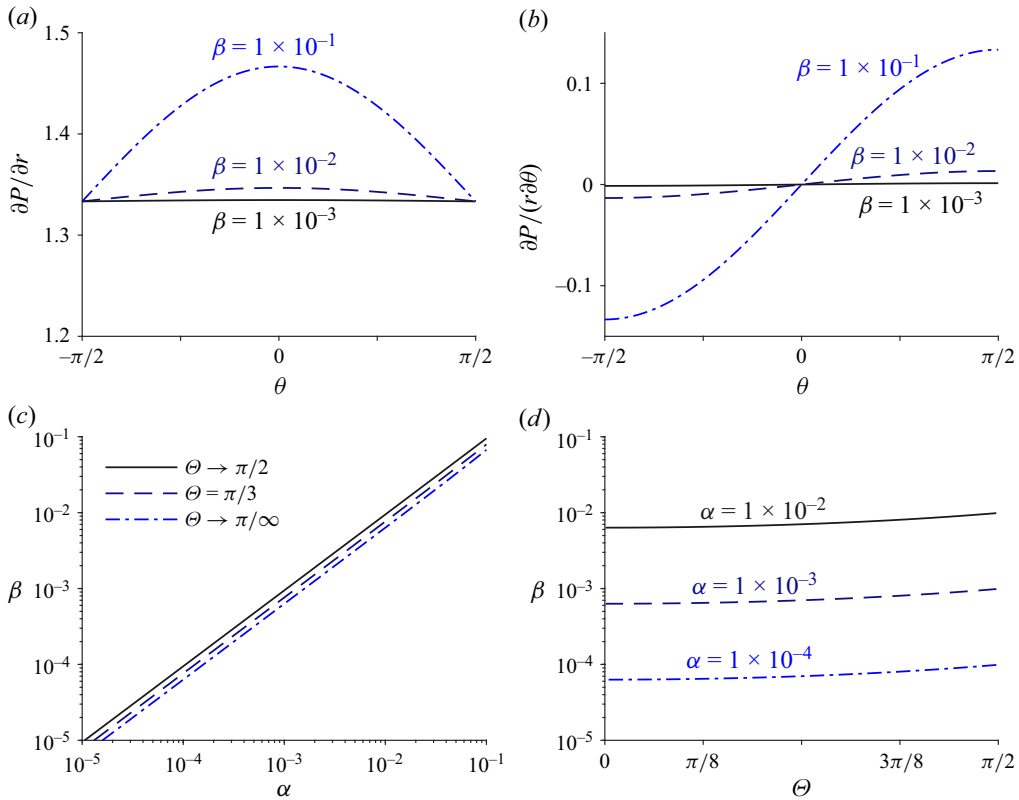 (a)
1.5
1.4
1.3
1.2
∂P/∂r
β = 1 × 10⁻¹
β = 1 × 10⁻²
β = 1 × 10⁻³
–π/2
0
π/2
θ
(b)
0.1
0
–0.1
∂P/(r∂θ)
β = 1 × 10⁻¹
β = 1 × 10⁻²
β = 1 × 10⁻³
–π/2
0
π/2
θ
(c)
10⁻¹
10⁻²
10⁻³
10⁻⁴
10⁻⁵
β
Θ → π/2
Θ = π/3
Θ → π/∞
10⁻⁵
10⁻⁴
10⁻³
10⁻²
10⁻¹
α
(d)
10⁻¹
10⁻²
10⁻³
10⁻⁴
10⁻⁵
β
α = 1 × 10⁻²
α = 1 × 10⁻³
α = 1 × 10⁻⁴
0
π/8
3π/8
π/2
Θ